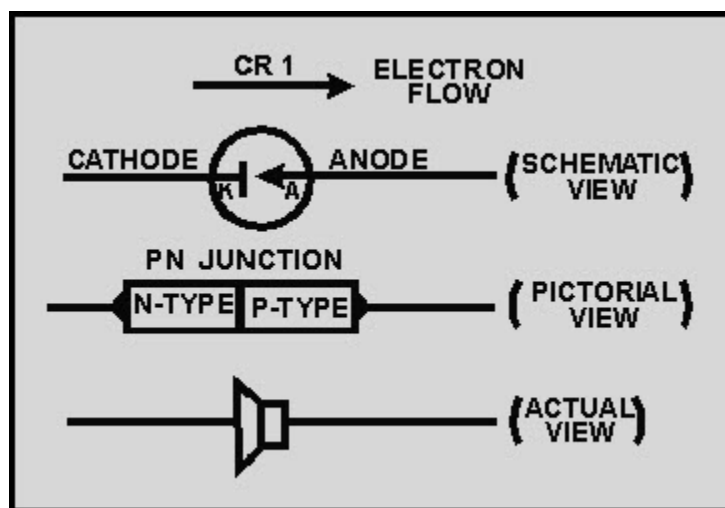 CR 1
ELECTRON
FLOW
CATHODE
K
A
ANODE
(SCHEMATIC
VIEW)
PN JUNCTION
N-TYPE
P-TYPE
(PICTORIAL
VIEW)
(ACTUAL
VIEW)